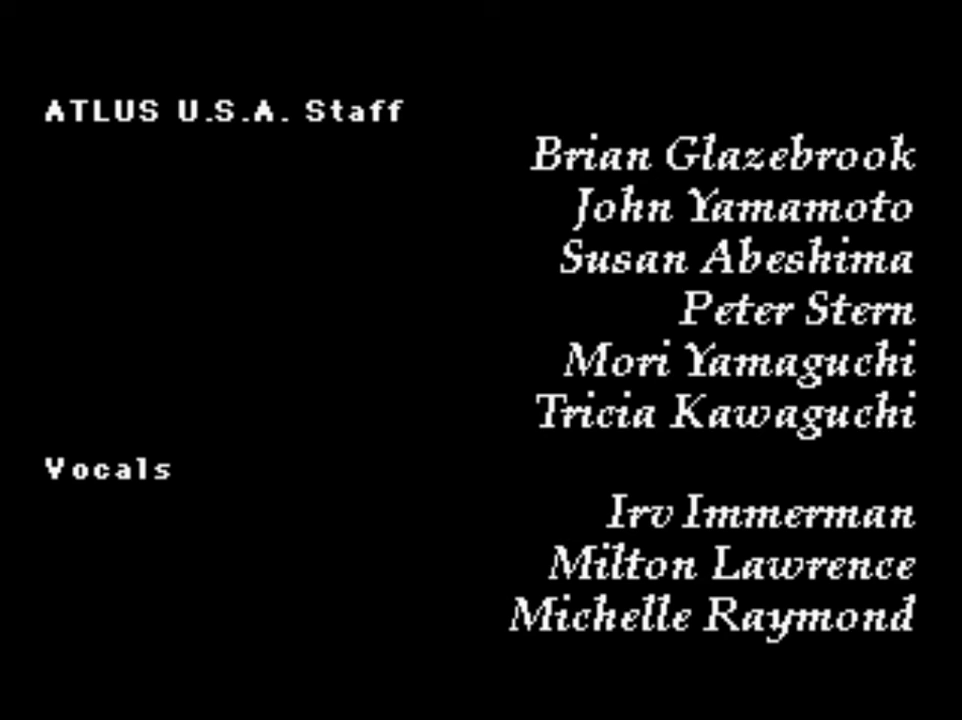 ATLUS U.S.A. Staff
Brian Glazebrook
John Yamamoto
Susan Abeshima
Peter Stern
Mori Yamaguchi
Tricia Kawaguchi
Vocals
Irv Immerman
Milton Lawrence
Michelle Raymond